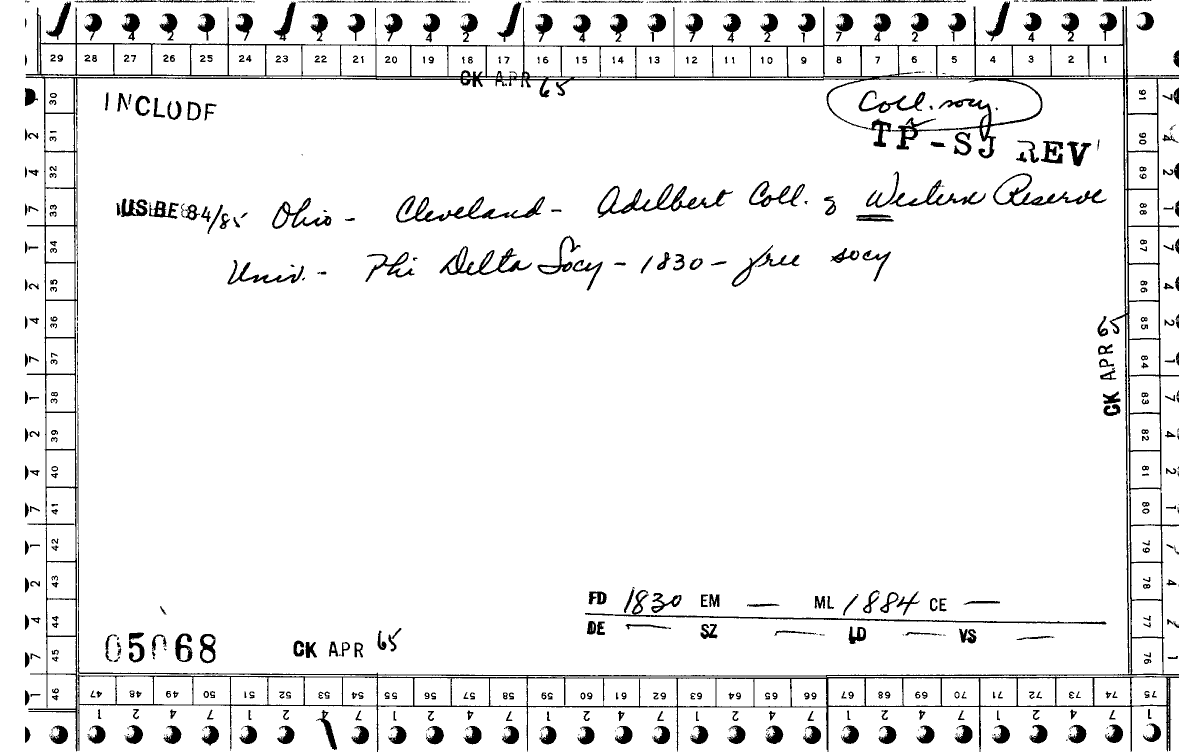 7 4 2 1 7 4 2 1 7 4 2 1 7 4 2 1 7 4 2 1 7 4 2 1 7 4 2 1
29 28 27 26 25 24 23 22 21 20 19 18 17 16 15 14 13 12 11 10 9 8 7 6 5 4 3 2 1
CK APR 65
INCLUDE
Coll. socy.
TP-SJ REV
USBE 84/85 Ohio - Cleveland - Adelbert Coll. of Western Reserve
Univ. - Phi Delta Socy - 1830 - free socy
CK APR 65
FD 1830 EM — ML 1884 CE —
DE — SZ — LD — VS —
05068 CK APR 65
30 31 32 33 34 35 36 37 38 39 40 41 42 43 44 45 46
91 90 89 88 87 86 85 84 83 82 81 80 79 78 77 76 75
47 48 49 50 51 52 53 54 55 56 57 58 59 60 61 62 63 64 65 66 67 68 69 70 71 72 73 74
1 2 4 7 1 2 4 7 1 2 4 7 1 2 4 7 1 2 4 7 1 2 4 7 1 2 4 7 1